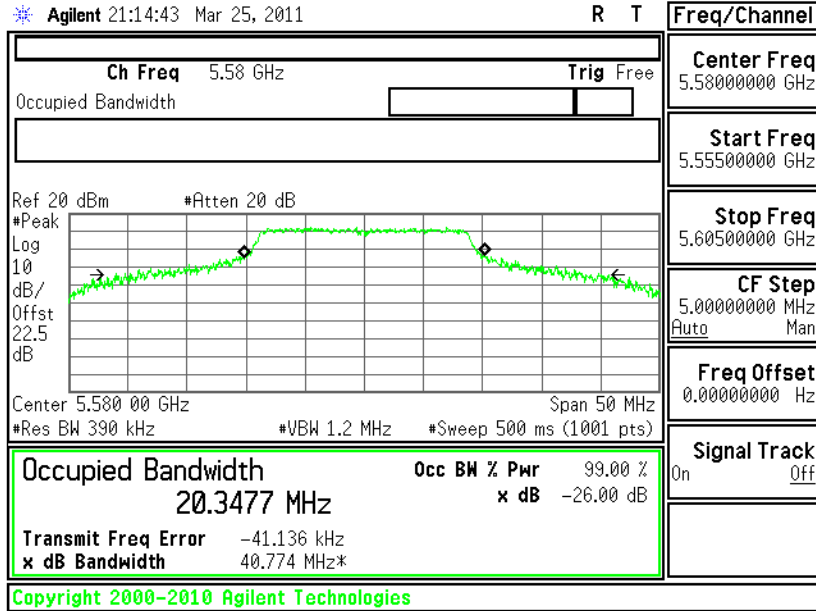 Agilent 21:14:43 Mar 25, 2011 R T
Freq/Channel
Ch Freq 5.58 GHz Trig Free
Occupied Bandwidth
Center Freq
5.58000000 GHz
Start Freq
5.55500000 GHz
Stop Freq
5.60500000 GHz
CF Step
5.00000000 MHz
Auto Man
Freq Offset
0.00000000 Hz
Signal Track
On Off
Ref 20 dBm #Atten 20 dB
#Peak
Log
10
dB/
Offst
22.5
dB
Center 5.580 00 GHz Span 50 MHz
#Res BW 390 kHz #VBW 1.2 MHz #Sweep 500 ms (1001 pts)
Occupied Bandwidth Occ BW % Pwr 99.00 %
20.3477 MHz x dB -26.00 dB
Transmit Freq Error -41.136 kHz
x dB Bandwidth 40.774 MHz*
Copyright 2000-2010 Agilent Technologies